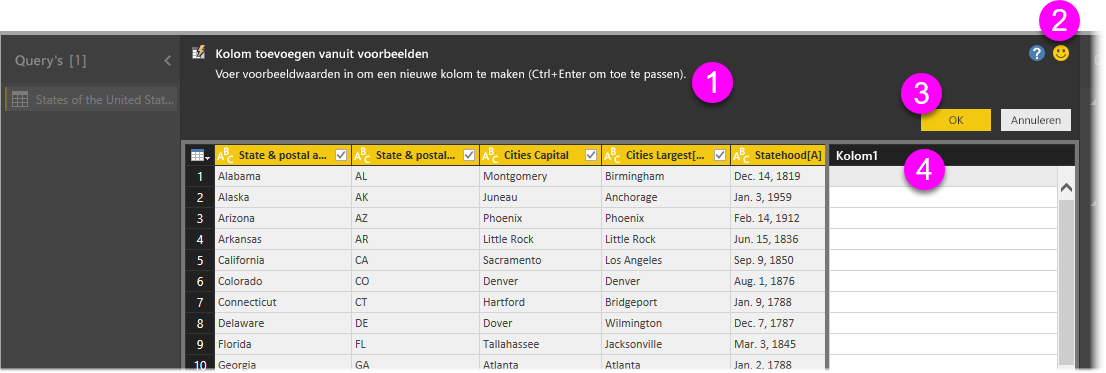 2
Query's [1]
Kolom toevoegen vanuit voorbeelden
?
Voer voorbeeldwaarden in om een nieuwe kolom te maken (Ctrl+Enter om toe te passen).
1
States of the United Stat...
3
OK
Annuleren
ABC State & postal a... ABC State & postal... ABC Cities Capital ABC Cities Largest[... ABC Statehood[A] Kolom1
4
1 Alabama AL Montgomery Birmingham Dec. 14, 1819
2 Alaska AK Juneau Anchorage Jan. 3, 1959
3 Arizona AZ Phoenix Phoenix Feb. 14, 1912
4 Arkansas AR Little Rock Little Rock Jun. 15, 1836
5 California CA Sacramento Los Angeles Sep. 9, 1850
6 Colorado CO Denver Denver Aug. 1, 1876
7 Connecticut CT Hartford Bridgeport Jan. 9, 1788
8 Delaware DE Dover Wilmington Dec. 7, 1787
9 Florida FL Tallahassee Jacksonville Mar. 3, 1845
10 Georgia GA Atlanta Atlanta Jan. 2, 1788